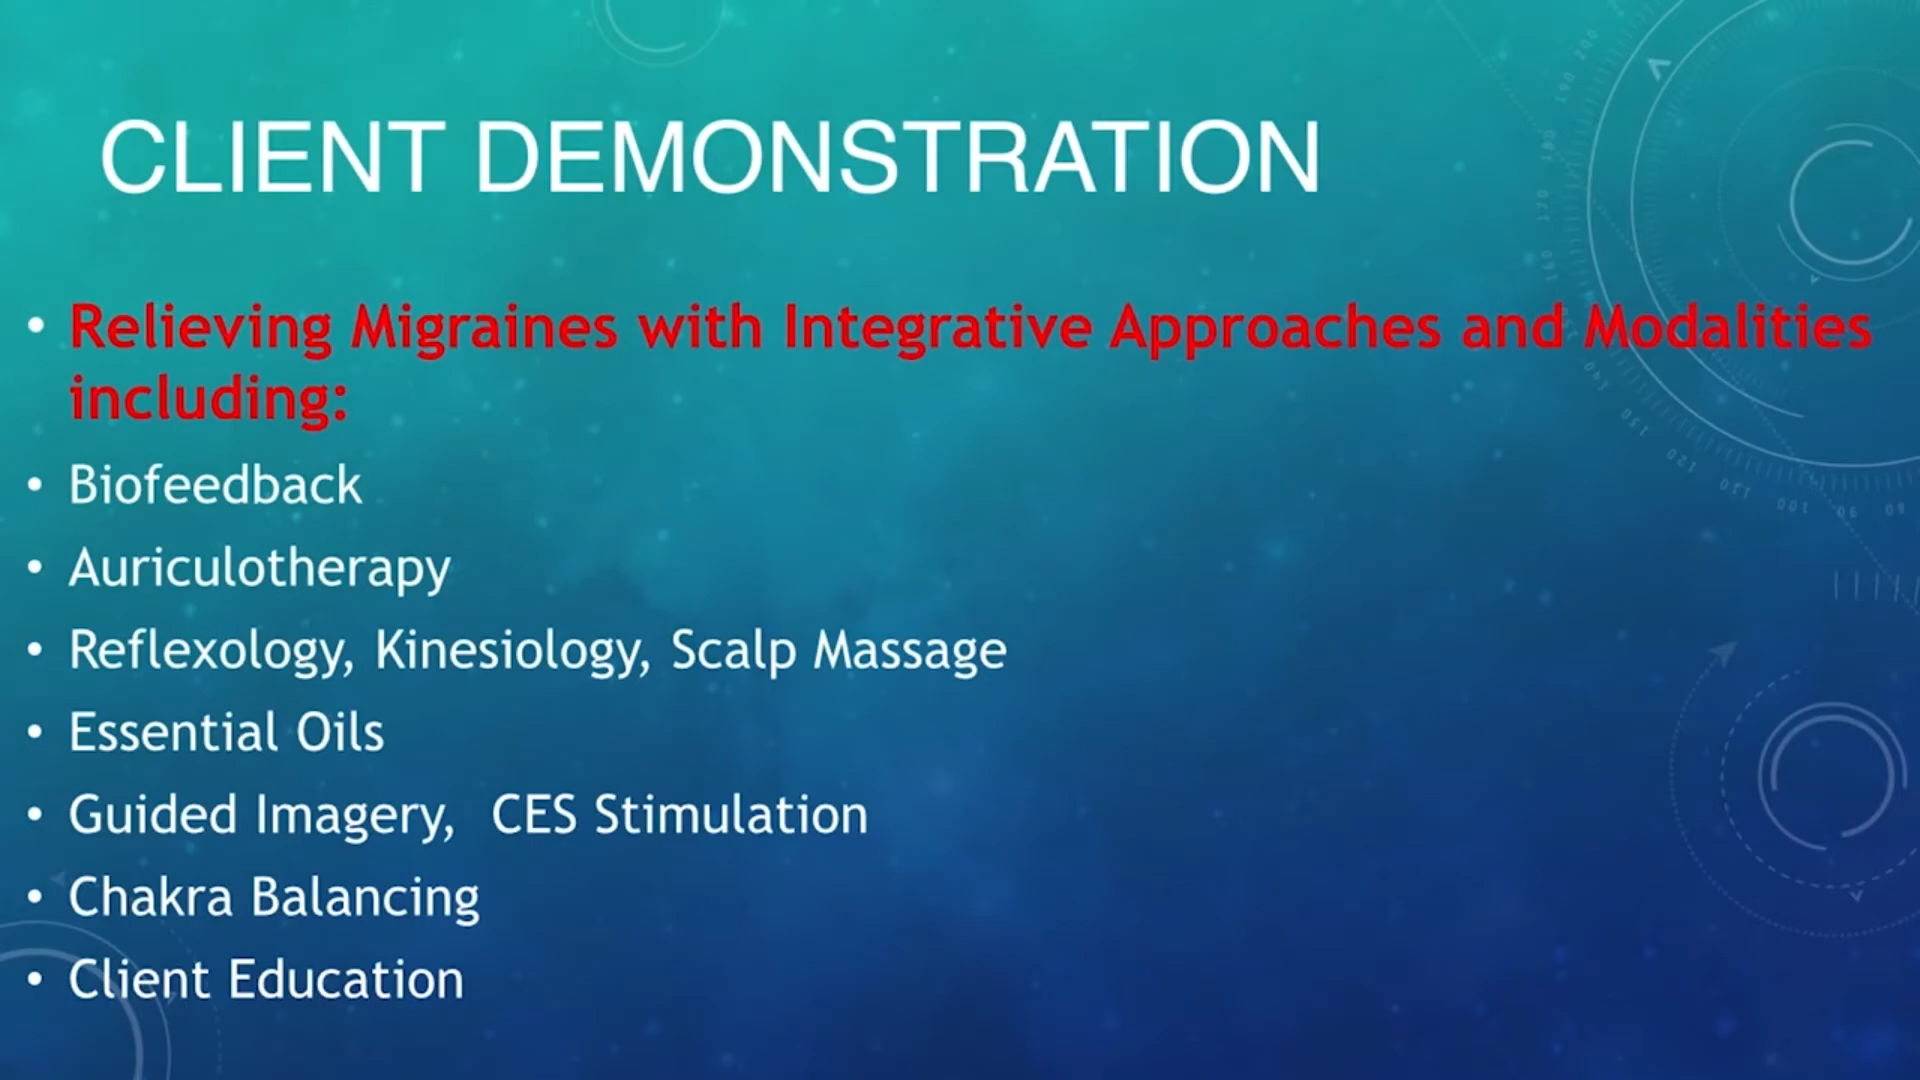 CLIENT DEMONSTRATION
• Relieving Migraines with Integrative Approaches and Modalities
including:
• Biofeedback
• Auriculotherapy
• Reflexology, Kinesiology, Scalp Massage
• Essential Oils
• Guided Imagery,  CES Stimulation
• Chakra Balancing
• Client Education